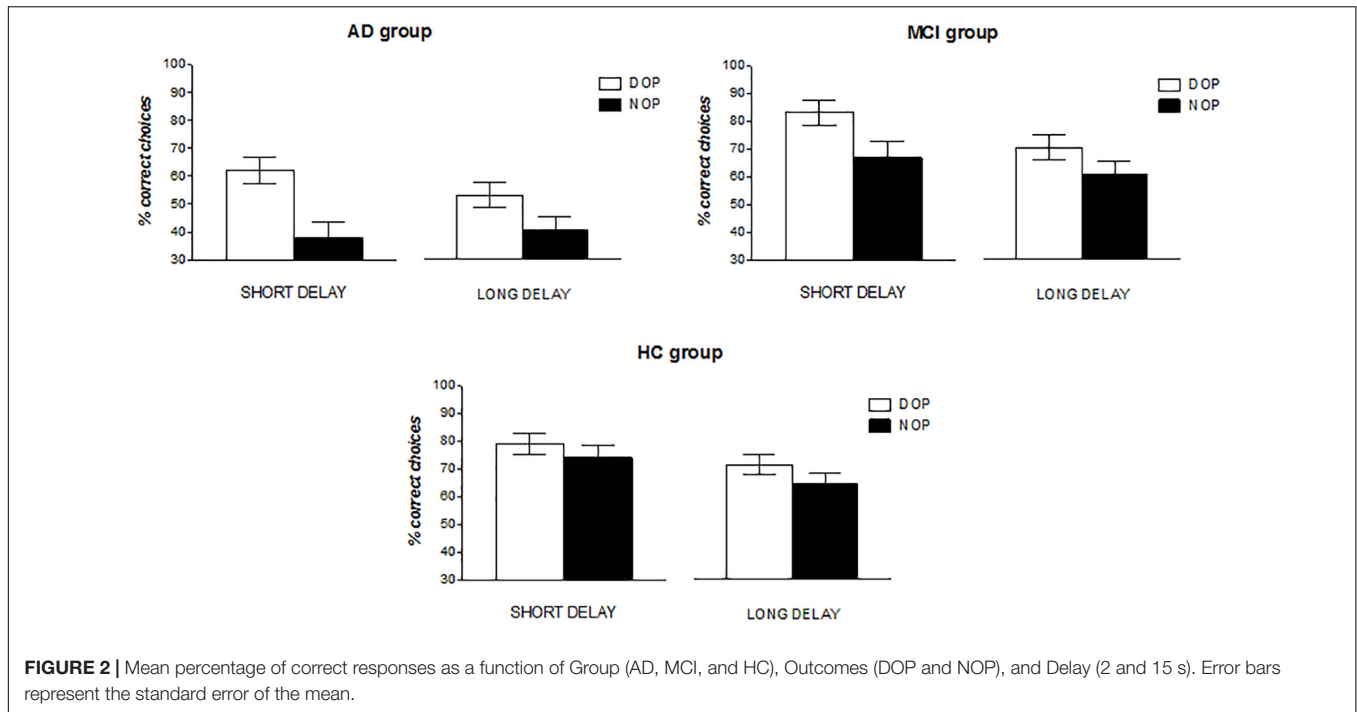 AD group
% correct choices
100
90
80
70
60
50
40
30
DOP
NOP
SHORT DELAY
LONG DELAY
MCI group
% correct choices
100
90
80
70
60
50
40
30
DOP
NOP
SHORT DELAY
LONG DELAY
HC group
% correct choices
100
90
80
70
60
50
40
30
DOP
NOP
SHORT DELAY
LONG DELAY
FIGURE 2 | Mean percentage of correct responses as a function of Group (AD, MCI, and HC), Outcomes (DOP and NOP), and Delay (2 and 15 s). Error bars
represent the standard error of the mean.